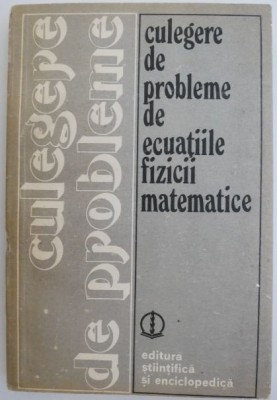 culegere
de probleme
culegere
de
probleme
de
ecuațiile
fizicii
matematice
editura
științifică
și enciclopedică